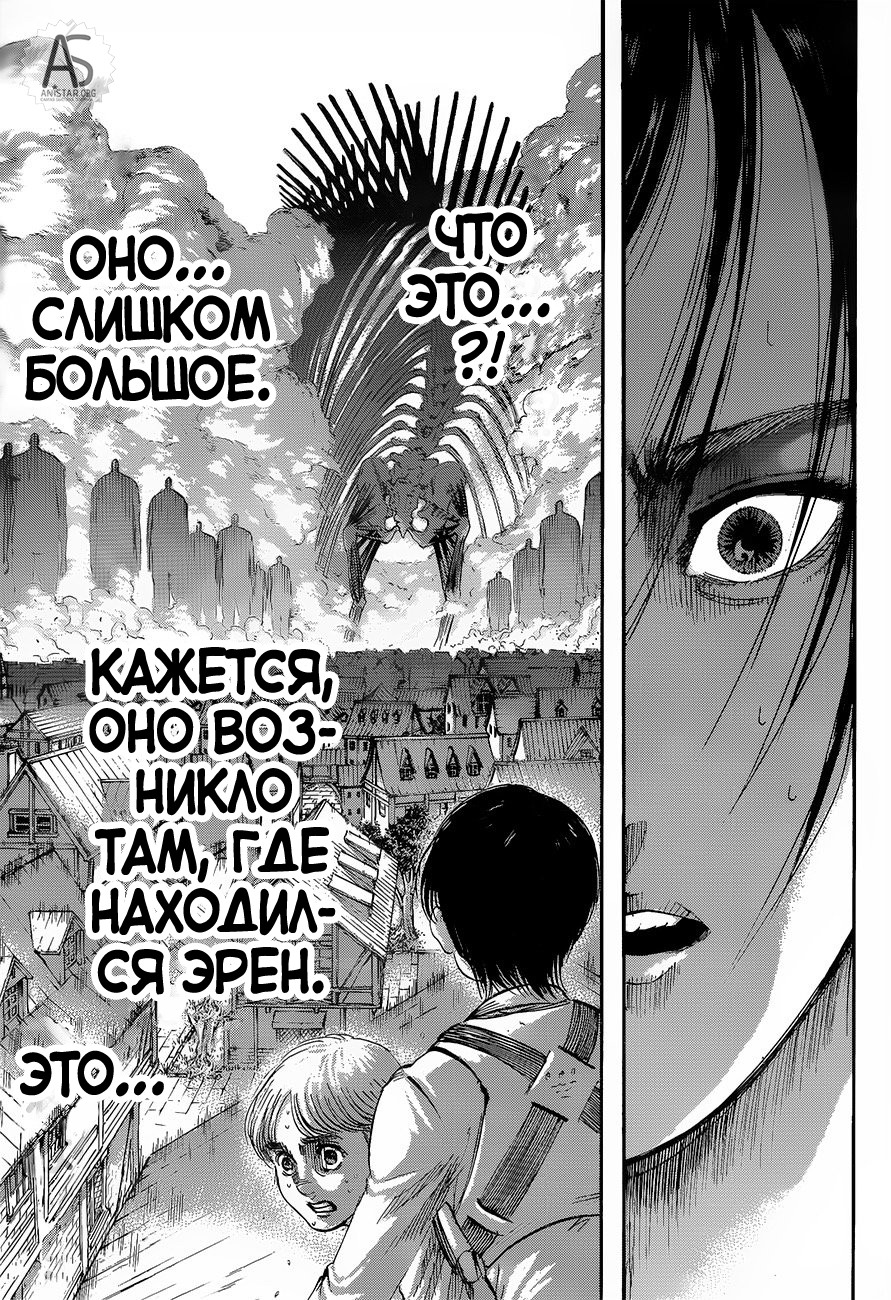 AS
ANISTAR.ORG
ЧТО
ЭТО...
?!
ОНО...
СЛИШКОМ
БОЛЬШОЕ.
КАЖЕТСЯ,
ОНО ВОЗ-
НИКЛО
ТАМ, ГДЕ
НАХОДИЛ-
СЯ ЭРЕН.
ЭТО...